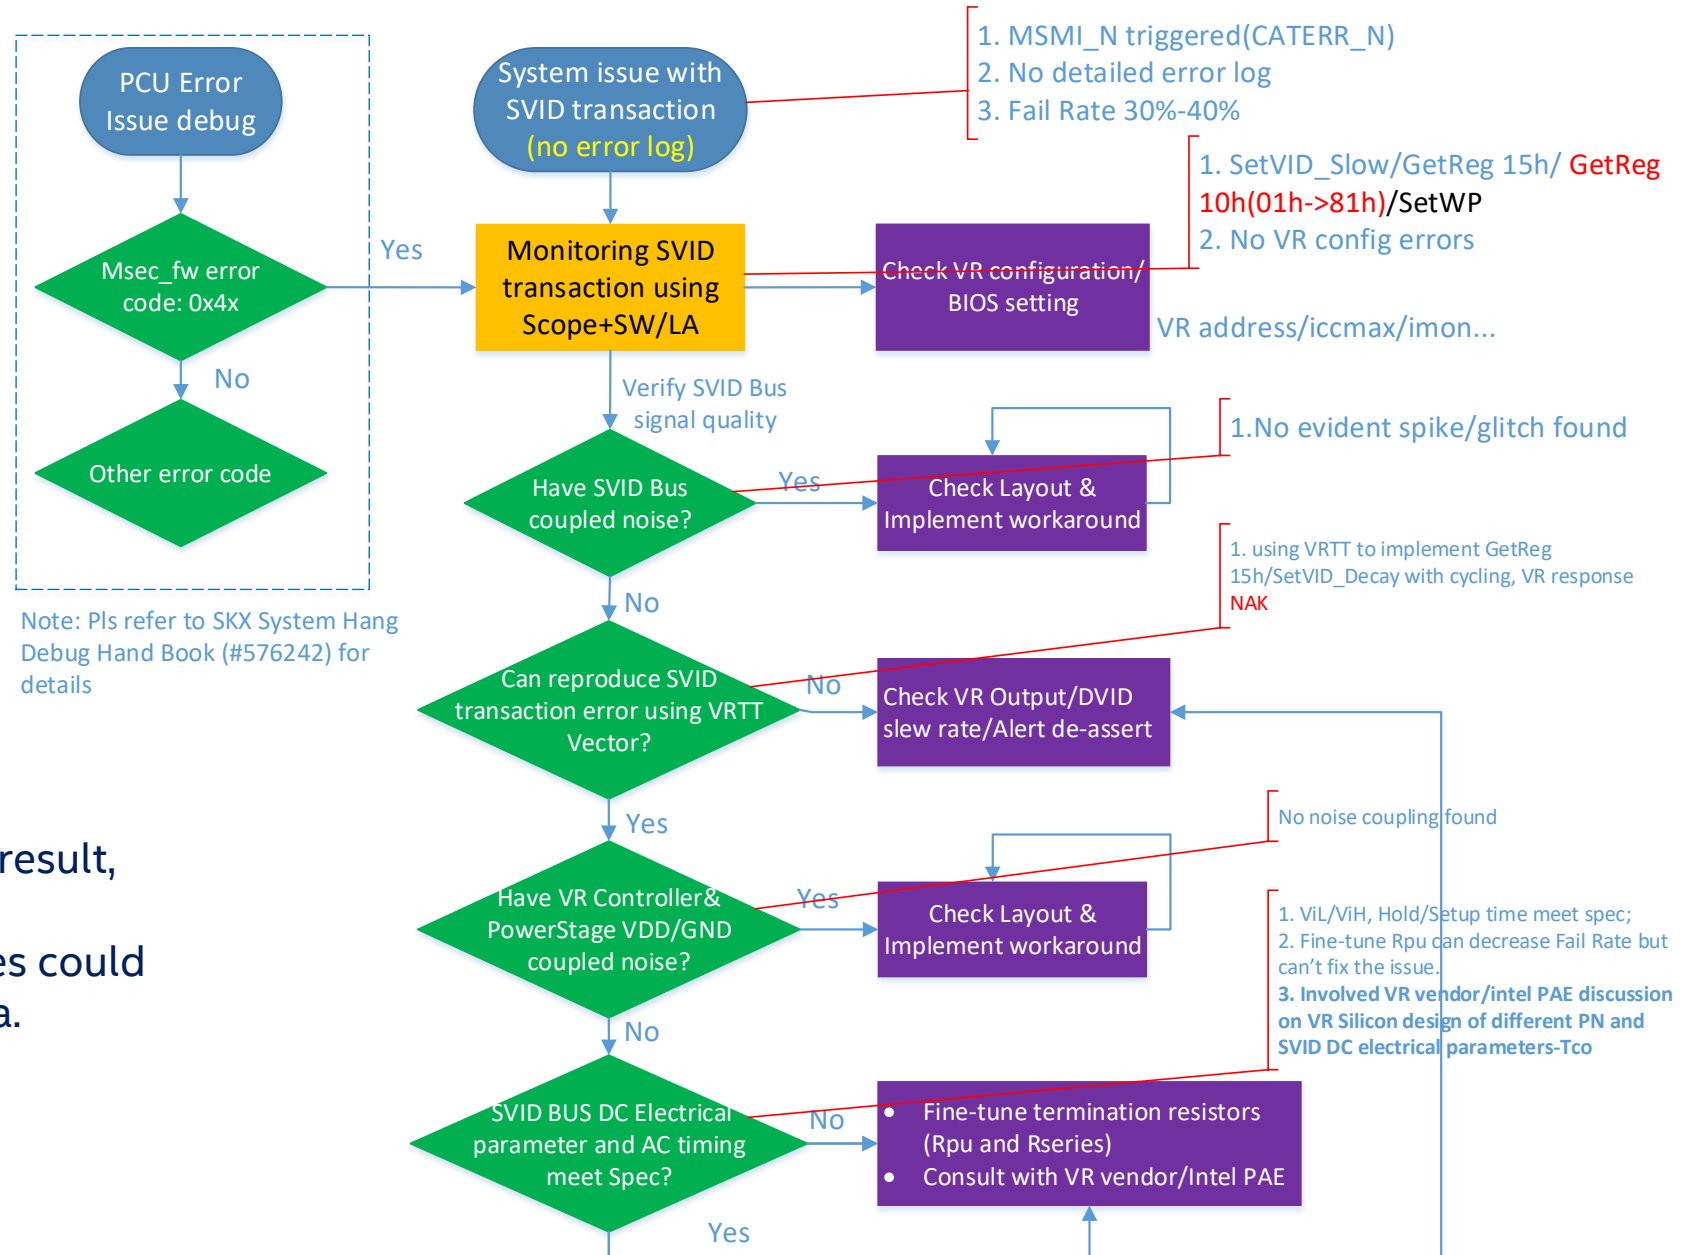 PCU Error
Issue debug
System issue with
SVID transaction
(no error log)
1. MSMI_N triggered(CATERR_N)
2. No detailed error log
3. Fail Rate 30%-40%
1. SetVID_Slow/GetReg 15h/ GetReg
10h(01h->81h)/SetWP
2. No VR config errors
Msec_fw error
code: 0x4x
Yes
Monitoring SVID
transaction using
Scope+SW/LA
Check VR configuration/
BIOS setting
VR address/iccmax/imon...
No
Verify SVID Bus
signal quality
Other error code
Have SVID Bus
coupled noise?
Yes
Check Layout &
Implement workaround
1.No evident spike/glitch found
No
1. using VRTT to implement GetReg
15h/SetVID_Decay with cycling, VR response
NAK
Note: Pls refer to SKX System Hang
Debug Hand Book (#576242) for
details
Can reproduce SVID
transaction error using VRTT
Vector?
No
Check VR Output/DVID
slew rate/Alert de-assert
Yes
No noise coupling found
result,
es could
a.
Have VR Controller&
PowerStage VDD/GND
coupled noise?
Yes
Check Layout &
Implement workaround
1. ViL/ViH, Hold/Setup time meet spec;
2. Fine-tune Rpu can decrease Fail Rate but
can't fix the issue.
3. Involved VR vendor/intel PAE discussion
on VR Silicon design of different PN and
SVID DC electrical parameters-Tco
No
SVID BUS DC Electrical
parameter and AC timing
meet Spec?
No
• Fine-tune termination resistors
(Rpu and Rseries)
• Consult with VR vendor/Intel PAE
Yes